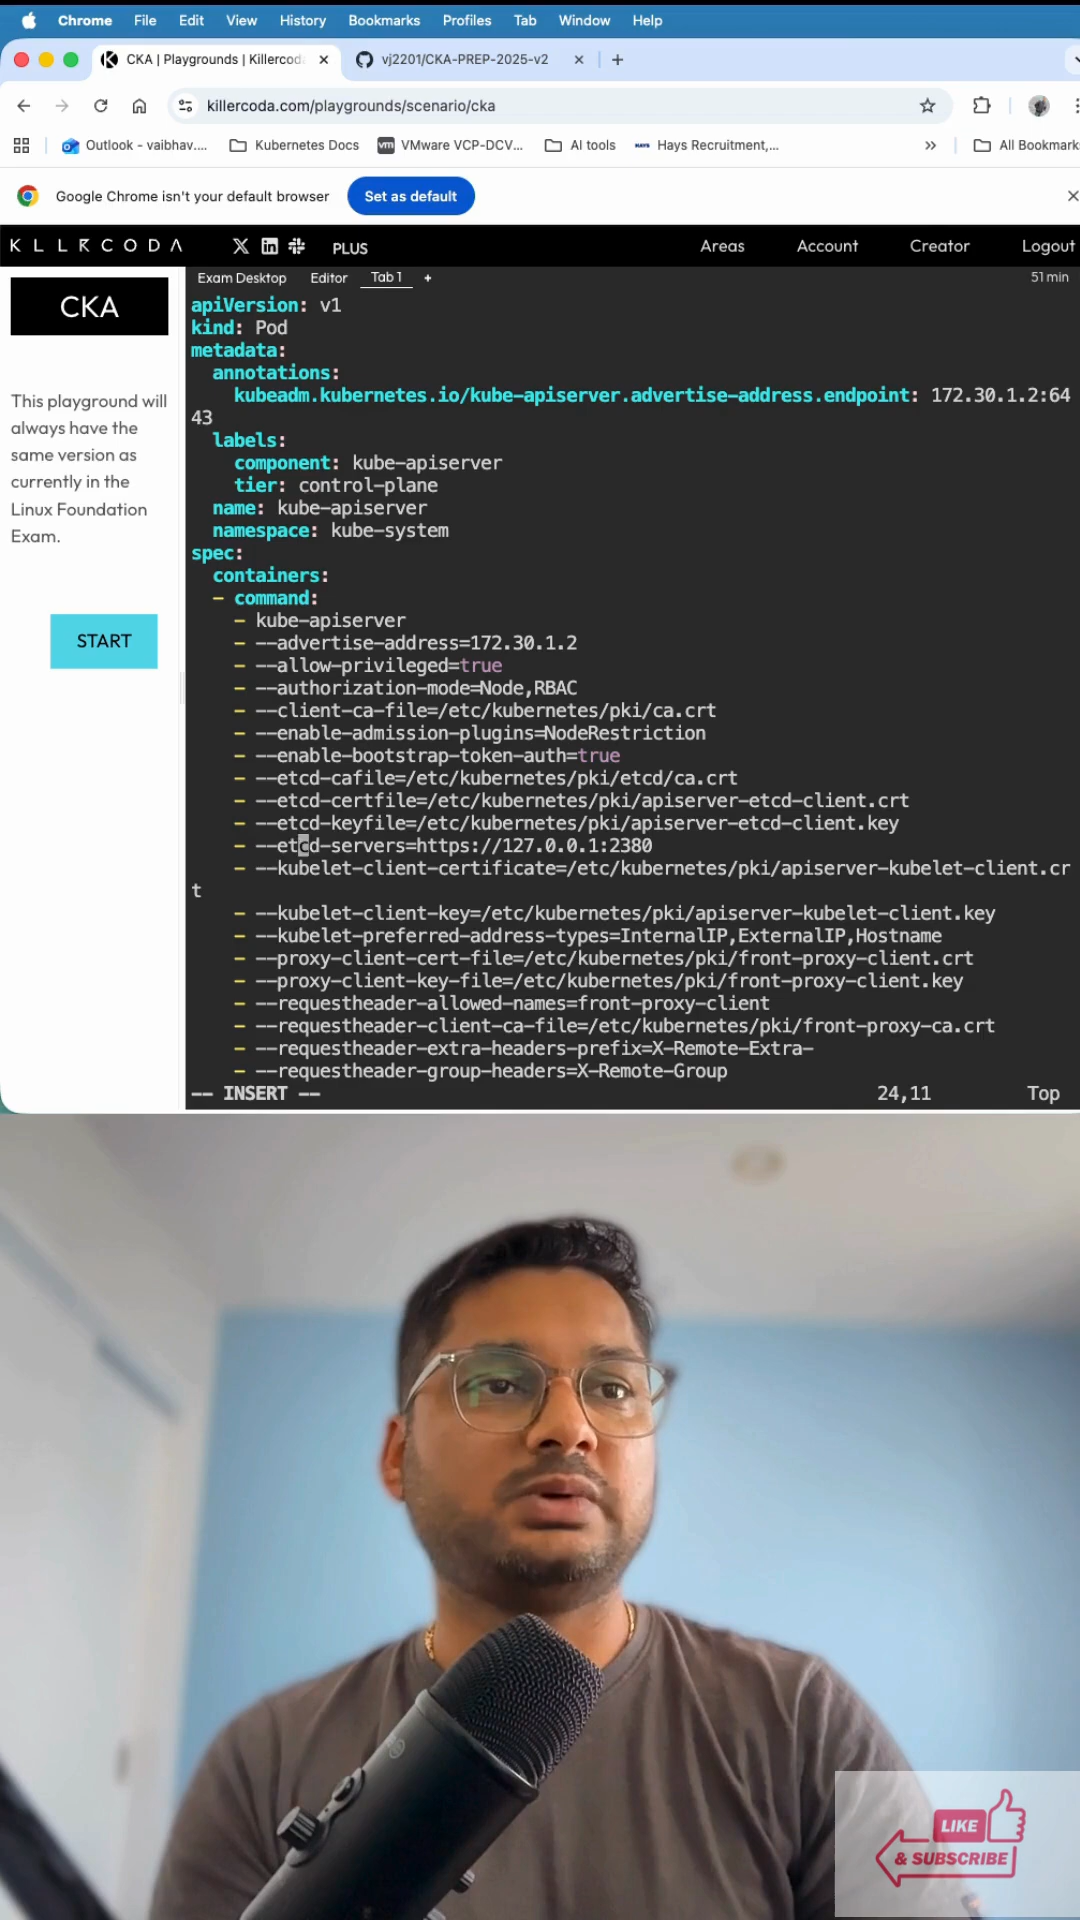 Chrome File Edit View History Bookmarks Profiles Tab Window Help
CKA | Playgrounds | Killercoda
vj2201/CKA-PREP-2025-v2
killercoda.com/playgrounds/scenario/cka
Outlook - vaibhav.... Kubernetes Docs vm VMware VCP-DCV... AI tools HAYS Hays Recruitment,... » All Bookmarks
Google Chrome isn't your default browser Set as default
KLLRCODA PLUS Areas Account Creator Logout
Exam Desktop Editor Tab 1 + 51 min
CKA
This playground will
always have the
same version as
currently in the
Linux Foundation
Exam.
START
apiVersion: v1
kind: Pod
metadata:
  annotations:
    kubeadm.kubernetes.io/kube-apiserver.advertise-address.endpoint: 172.30.1.2:64
43
  labels:
    component: kube-apiserver
    tier: control-plane
  name: kube-apiserver
  namespace: kube-system
spec:
  containers:
  - command:
    - kube-apiserver
    - --advertise-address=172.30.1.2
    - --allow-privileged=true
    - --authorization-mode=Node,RBAC
    - --client-ca-file=/etc/kubernetes/pki/ca.crt
    - --enable-admission-plugins=NodeRestriction
    - --enable-bootstrap-token-auth=true
    - --etcd-cafile=/etc/kubernetes/pki/etcd/ca.crt
    - --etcd-certfile=/etc/kubernetes/pki/apiserver-etcd-client.crt
    - --etcd-keyfile=/etc/kubernetes/pki/apiserver-etcd-client.key
    - --etcd-servers=https://127.0.0.1:2380
    - --kubelet-client-certificate=/etc/kubernetes/pki/apiserver-kubelet-client.cr
t
    - --kubelet-client-key=/etc/kubernetes/pki/apiserver-kubelet-client.key
    - --kubelet-preferred-address-types=InternalIP,ExternalIP,Hostname
    - --proxy-client-cert-file=/etc/kubernetes/pki/front-proxy-client.crt
    - --proxy-client-key-file=/etc/kubernetes/pki/front-proxy-client.key
    - --requestheader-allowed-names=front-proxy-client
    - --requestheader-client-ca-file=/etc/kubernetes/pki/front-proxy-ca.crt
    - --requestheader-extra-headers-prefix=X-Remote-Extra-
    - --requestheader-group-headers=X-Remote-Group
-- INSERT -- 24,11 Top
LIKE
& SUBSCRIBE